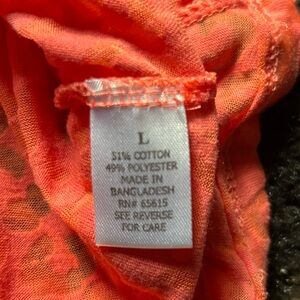 L
51% COTTON
49% POLYESTER
MADE IN
BANGLADESH
RN# 65615
SEE REVERSE
FOR CARE